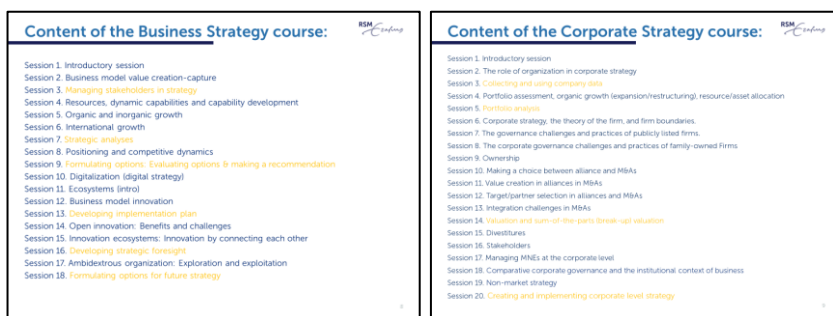 Content of the Business Strategy course:
RSM
Erasmus
Session 1. Introductory session
Session 2. Business model value creation-capture
Session 3. Managing stakeholders in strategy
Session 4. Resources, dynamic capabilities and capability development
Session 5. Organic and inorganic growth
Session 6. International growth
Session 7. Strategic analyses
Session 8. Positioning and competitive dynamics
Session 9. Formulating options. Evaluating options & making a recommendation
Session 10. Digitalization (digital strategy)
Session 11. Ecosystems (intro)
Session 12. Business model innovation
Session 13. Developing implementation plan
Session 14. Open innovation: Benefits and challenges
Session 15. Innovation ecosystems: Innovation by connecting each other
Session 16. Developing strategic foresight
Session 17. Ambidextrous organization: Exploration and exploitation
Session 18. Formulating options for future strategy
Content of the Corporate Strategy course:
RSM
Erasmus
Session 1. Introductory session
Session 2. The role of organization in corporate strategy
Session 3. Collecting and using company data
Session 4. Portfolio assessment, organic growth (expansion/restructuring), resource/asset allocation
Session 5. Portfolio analysis
Session 6. Corporate strategy, the theory of the firm, and firm boundaries.
Session 7. The governance challenges and practices of publicly listed firms.
Session 8. The corporate governance challenges and practices of family-owned Firms
Session 9. Ownership
Session 10. Making a choice between alliance and M&As
Session 11. Value creation in alliances in M&As
Session 12. Target/partner selection in alliances and M&As
Session 13. Integration challenges in M&As
Session 14. Valuation and sum-of-the-parts (break-up) valuation
Session 15. Divestitures
Session 16. Stakeholders
Session 17. Managing MNEs at the corporate level
Session 18. Comparative corporate governance and the institutional context of business
Session 19. Non-market strategy
Session 20. Creating and implementing corporate level strategy